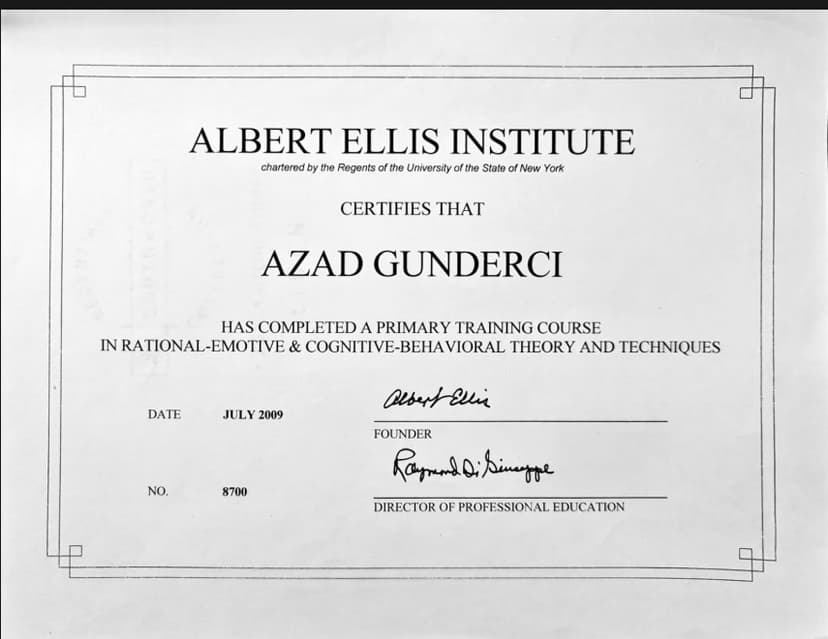 ALBERT ELLIS INSTITUTE
chartered by the Regents of the University of the State of New York
CERTIFIES THAT
AZAD GUNDERCI
HAS COMPLETED A PRIMARY TRAINING COURSE
IN RATIONAL-EMOTIVE & COGNITIVE-BEHAVIORAL THEORY AND TECHNIQUES
Albert Ellis
DATE JULY 2009
FOUNDER
Raymond DiGiuseppe
NO. 8700
DIRECTOR OF PROFESSIONAL EDUCATION